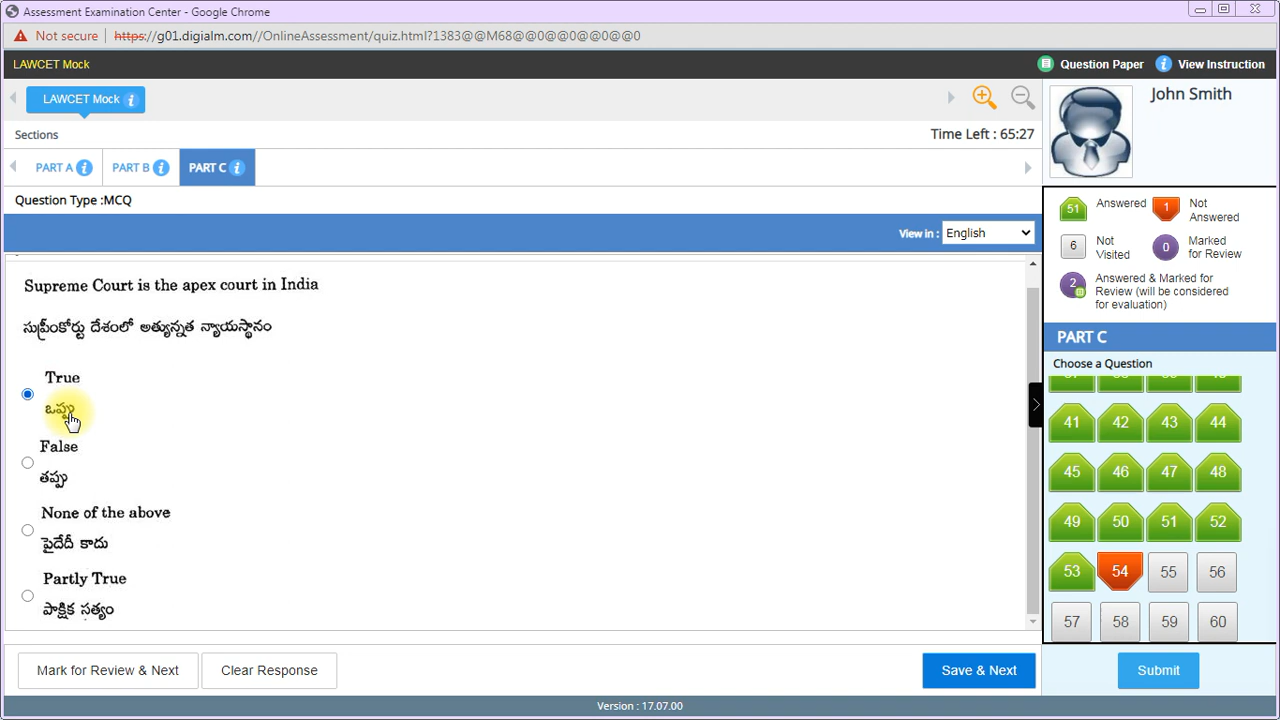 Assessment Examination Center - Google Chrome
Not secure https://g01.digialm.com//OnlineAssessment/quiz.html?1383@@M68@@0@@0@@0@@0
LAWCET Mock
Question Paper
View Instruction
LAWCET Mock
John Smith
Sections
Time Left : 65:27
PART A
PART B
PART C
Question Type :MCQ
View in : English
51 Answered
1 Not Answered
6 Not Visited
0 Marked for Review
2 Answered & Marked for Review (will be considered for evaluation)
PART C
Choose a Question
Supreme Court is the apex court in India
సుప్రీంకోర్టు దేశంలో అత్యున్నత న్యాయస్థానం
True
ఒప్పు
False
తప్పు
None of the above
పైదేదీ కాదు
Partly True
పాక్షిక సత్యం
41 42 43 44
45 46 47 48
49 50 51 52
53 54 55 56
57 58 59 60
Mark for Review & Next
Clear Response
Save & Next
Submit
Version : 17.07.00